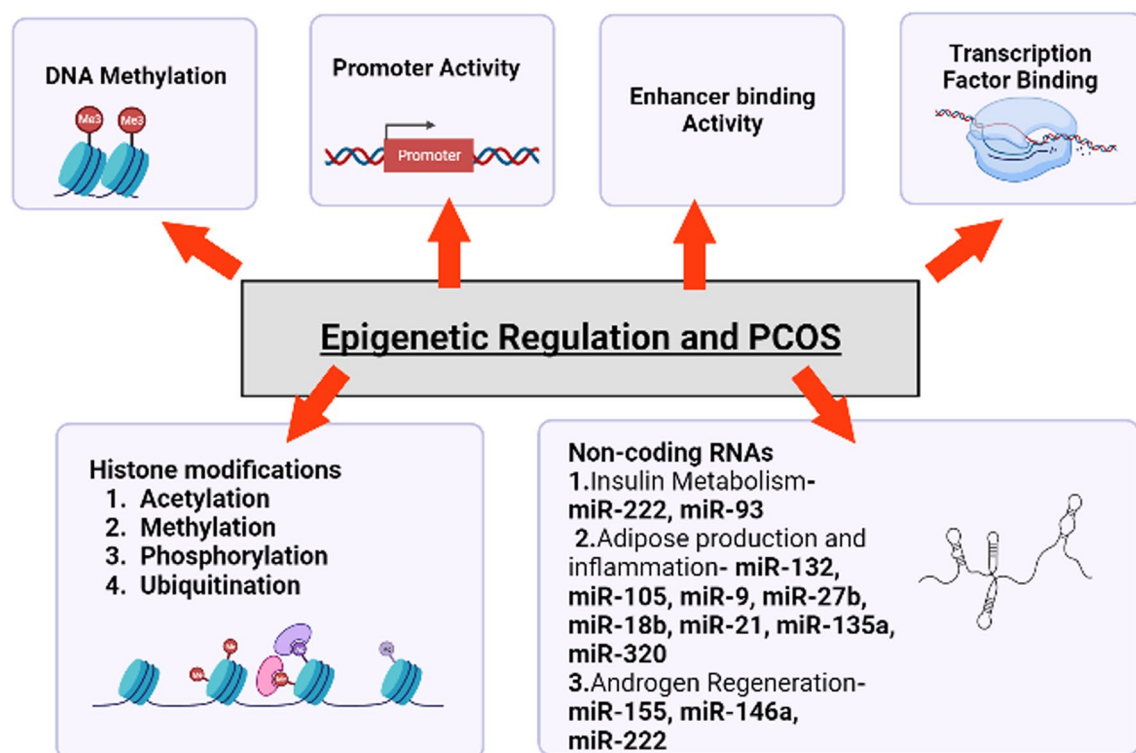 DNA Methylation
Me3
Me3
Promoter Activity
Promoter
Enhancer binding
Activity
Transcription
Factor Binding
Epigenetic Regulation and PCOS
Histone modifications
1. Acetylation
2. Methylation
3. Phosphorylation
4. Ubiquitination
Non-coding RNAs
1.Insulin Metabolism-
miR-222, miR-93
2.Adipose production and
inflammation- miR-132,
miR-105, miR-9, miR-27b,
miR-18b, miR-21, miR-135a,
miR-320
3.Androgen Regeneration-
miR-155, miR-146a,
miR-222